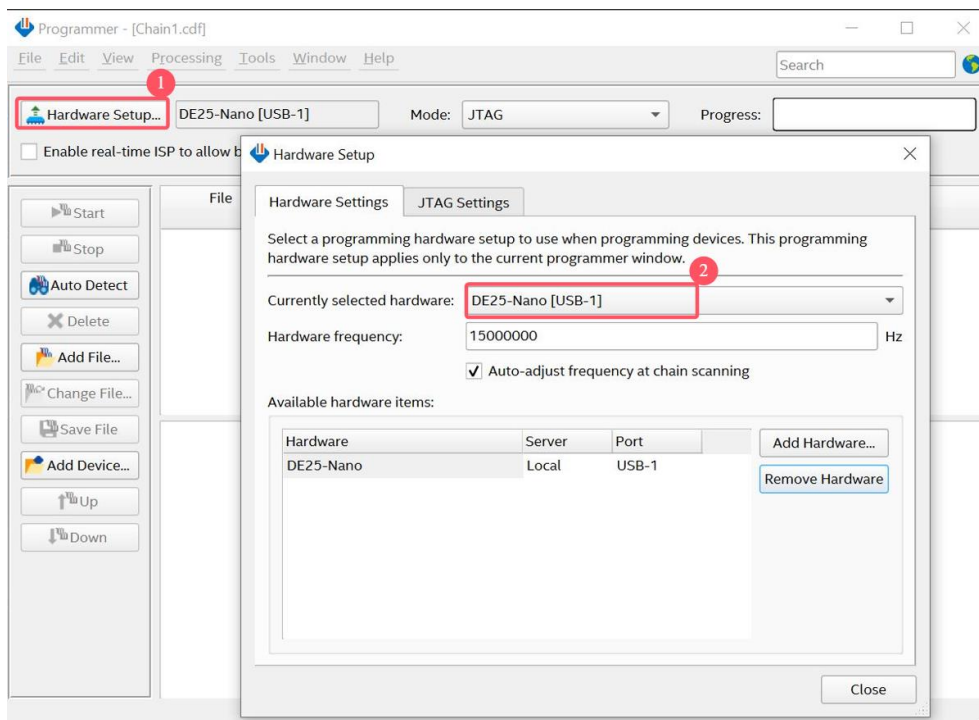 Programmer - [Chain1.cdf]
File Edit View Processing Tools Window Help
Search
1
Hardware Setup... DE25-Nano [USB-1] Mode: JTAG Progress:
Enable real-time ISP to allow b
Hardware Setup
File
Start
Stop
Auto Detect
Delete
Add File...
Change File...
Save File
Add Device...
Up
Down
Hardware Settings JTAG Settings
Select a programming hardware setup to use when programming devices. This programming
hardware setup applies only to the current programmer window.
2
Currently selected hardware: DE25-Nano [USB-1]
Hardware frequency: 15000000 Hz
Auto-adjust frequency at chain scanning
Available hardware items:
Hardware Server Port
DE25-Nano Local USB-1
Add Hardware...
Remove Hardware
Close